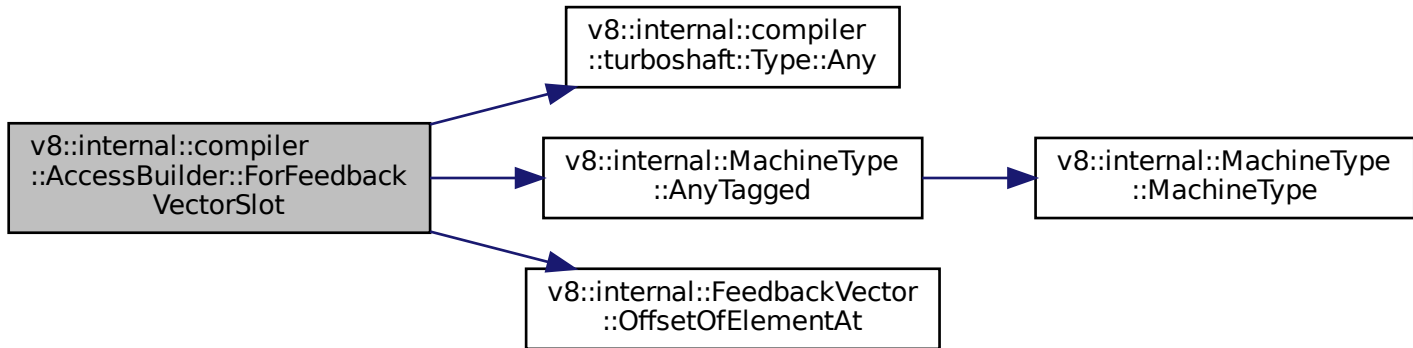 v8::internal::compiler
::turboshaft::Type::Any
v8::internal::compiler
::AccessBuilder::ForFeedback
VectorSlot
v8::internal::MachineType
::AnyTagged
v8::internal::MachineType
::MachineType
v8::internal::FeedbackVector
::OffsetOfElementAt